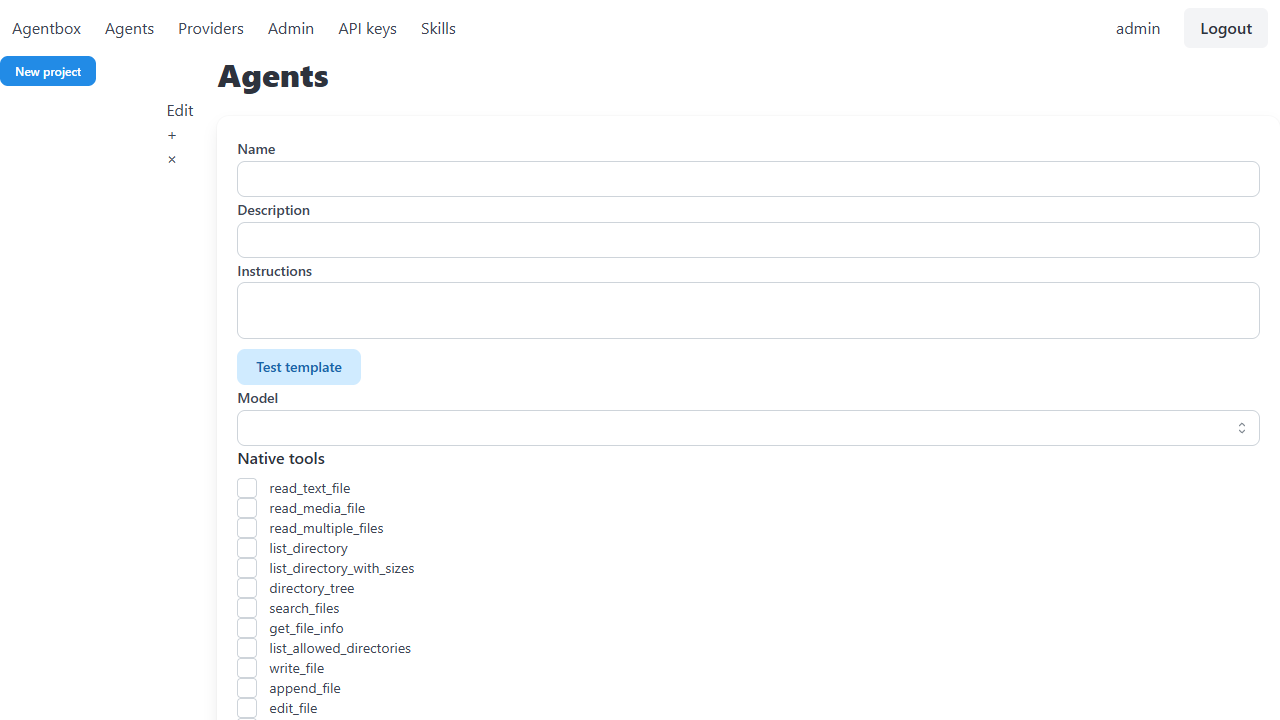 Agentbox Agents Providers Admin API keys Skills admin Logout
New project
Edit
+
×
Agents
Name
Description
Instructions
Test template
Model
Native tools
read_text_file
read_media_file
read_multiple_files
list_directory
list_directory_with_sizes
directory_tree
search_files
get_file_info
list_allowed_directories
write_file
append_file
edit_file